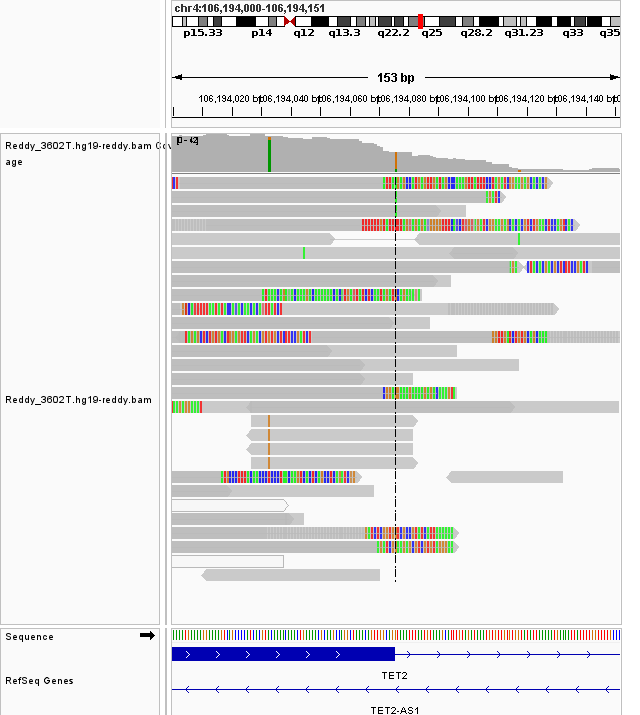 chr4:106,194,000-106,194,151
p15.33 p14 q12 q13.3 q22.2 q25 q28.2 q31.23 q33 q35
153 bp
106,194,020 bp 106,194,040 bp 106,194,060 bp 106,194,080 bp 106,194,100 bp 106,194,120 bp 106,194,140 bp
Reddy_3602T.hg19-reddy.bam Cov
age
[0 - 42]
Reddy_3602T.hg19-reddy.bam
Sequence
RefSeq Genes
TET2
TET2-AS1